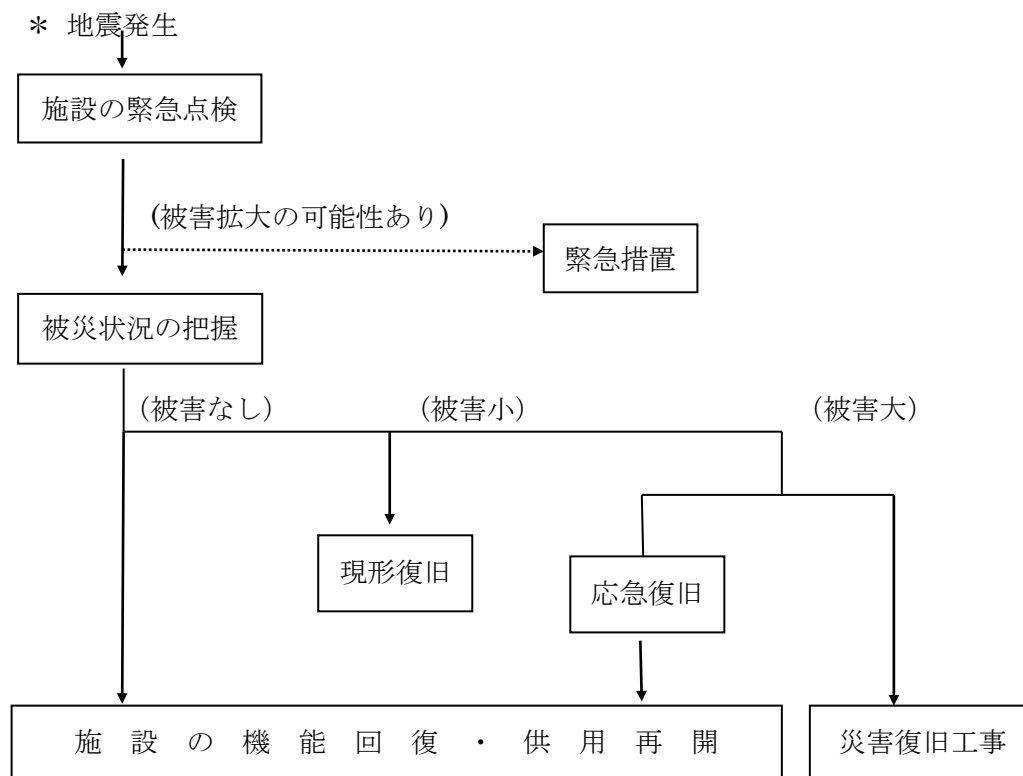 ＊ 地震発生
施設の緊急点検
(被害拡大の可能性あり)
緊急措置
被災状況の把握
(被害なし)
(被害小)
(被害大)
現形復旧
応急復旧
施設の機能回復・供用再開
災害復旧工事